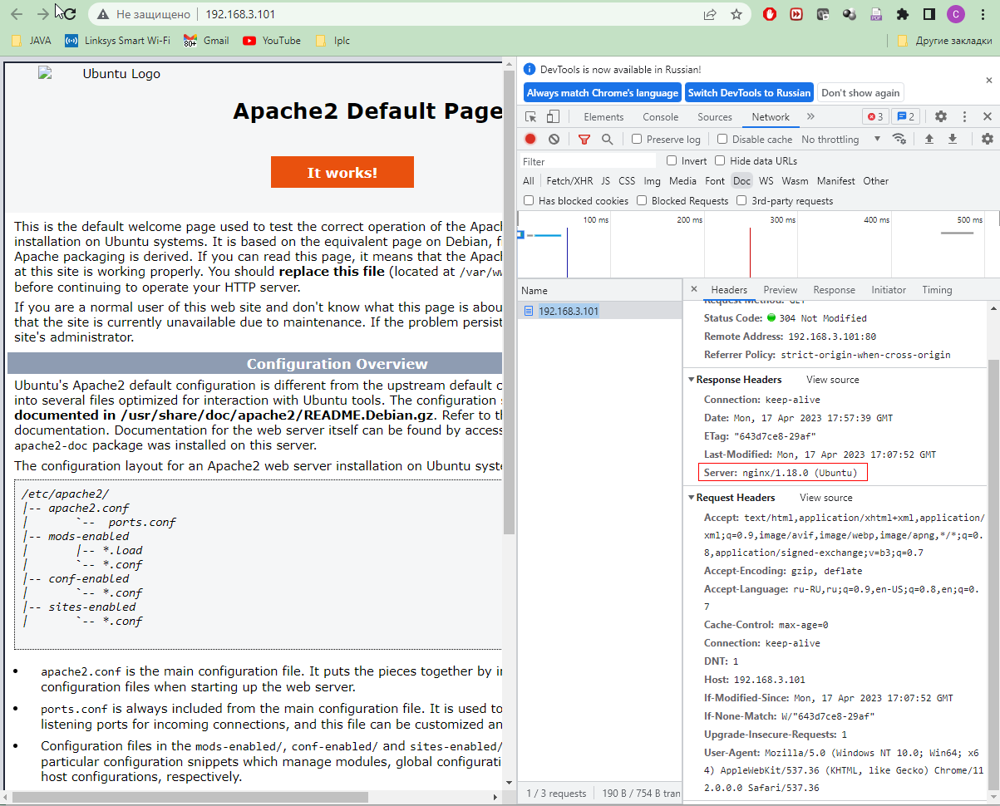 Не защищено
192.168.3.101
JAVA
Linksys Smart Wi-Fi
80+
Gmail
YouTube
Iplc
Другие закладки
C
Ubuntu Logo
Apache2 Default Page
It works!
This is the default welcome page used to test the correct operation of the Apac
installation on Ubuntu systems. It is based on the equivalent page on Debian, f
Apache packaging is derived. If you can read this page, it means that the Apac
at this site is working properly. You should replace this file (located at /var/ww
before continuing to operate your HTTP server.
If you are a normal user of this web site and don't know what this page is abou
that the site is currently unavailable due to maintenance. If the problem persist
site's administrator.
Configuration Overview
Ubuntu's Apache2 default configuration is different from the upstream default c
into several files optimized for interaction with Ubuntu tools. The configuration s
documented in /usr/share/doc/apache2/README.Debian.gz. Refer to th
documentation. Documentation for the web server itself can be found by access
apache2-doc package was installed on this server.
The configuration layout for an Apache2 web server installation on Ubuntu syste
/etc/apache2/
|-- apache2.conf
|       `--  ports.conf
|-- mods-enabled
|       |-- *.load
|       `-- *.conf
|-- conf-enabled
|       `-- *.conf
|-- sites-enabled
|       `-- *.conf
• apache2.conf is the main configuration file. It puts the pieces together by in
configuration files when starting up the web server.
• ports.conf is always included from the main configuration file. It is used to
listening ports for incoming connections, and this file can be customized an
• Configuration files in the mods-enabled/, conf-enabled/ and sites-enabled/
particular configuration snippets which manage modules, global configurati
host configurations, respectively.
DevTools is now available in Russian!
Always match Chrome's language
Switch DevTools to Russian
Don't show again
Elements
Console
Sources
Network
3
2
Preserve log
Disable cache
No throttling
Filter
Invert
Hide data URLs
All
Fetch/XHR
JS
CSS
Img
Media
Font
Doc
WS
Wasm
Manifest
Other
Has blocked cookies
Blocked Requests
3rd-party requests
100 ms
200 ms
300 ms
400 ms
500 ms
Name
192.168.3.101
1 / 3 requests
190 B / 754 B tran
Headers
Preview
Response
Initiator
Timing
Request Method: GET
Status Code: 304 Not Modified
Remote Address: 192.168.3.101:80
Referrer Policy: strict-origin-when-cross-origin
Response Headers
View source
Connection: keep-alive
Date: Mon, 17 Apr 2023 17:57:39 GMT
ETag: "643d7ce8-29af"
Last-Modified: Mon, 17 Apr 2023 17:07:52 GMT
Server: nginx/1.18.0 (Ubuntu)
Request Headers
View source
Accept: text/html,application/xhtml+xml,application/
xml;q=0.9,image/avif,image/webp,image/apng,*/*;q=0.
8,application/signed-exchange;v=b3;q=0.7
Accept-Encoding: gzip, deflate
Accept-Language: ru-RU,ru;q=0.9,en-US;q=0.8,en;q=0.
7
Cache-Control: max-age=0
Connection: keep-alive
DNT: 1
Host: 192.168.3.101
If-Modified-Since: Mon, 17 Apr 2023 17:07:52 GMT
If-None-Match: W/"643d7ce8-29af"
Upgrade-Insecure-Requests: 1
User-Agent: Mozilla/5.0 (Windows NT 10.0; Win64; x6
4) AppleWebKit/537.36 (KHTML, like Gecko) Chrome/11
2.0.0.0 Safari/537.36